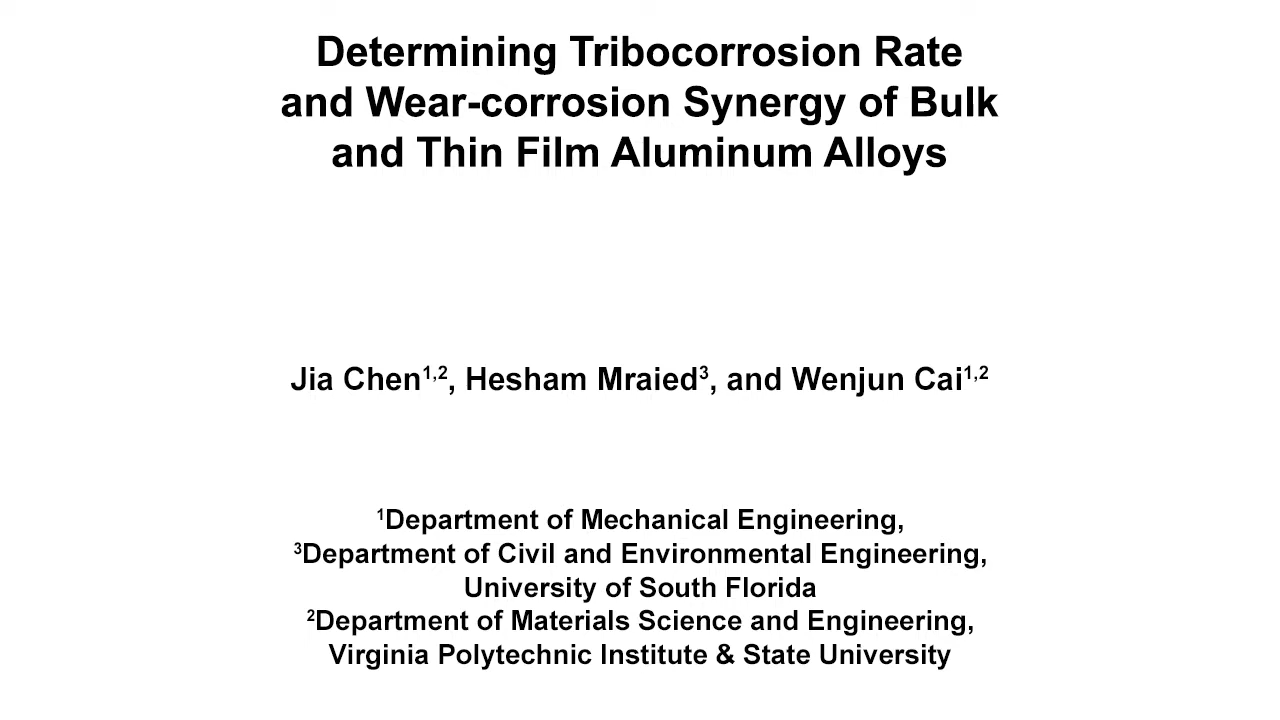 Determining Tribocorrosion Rate
and Wear-corrosion Synergy of Bulk
and Thin Film Aluminum Alloys
Jia Chen1,2, Hesham Mraied3, and Wenjun Cai1,2
1Department of Mechanical Engineering,
3Department of Civil and Environmental Engineering,
University of South Florida
2Department of Materials Science and Engineering,
Virginia Polytechnic Institute & State University